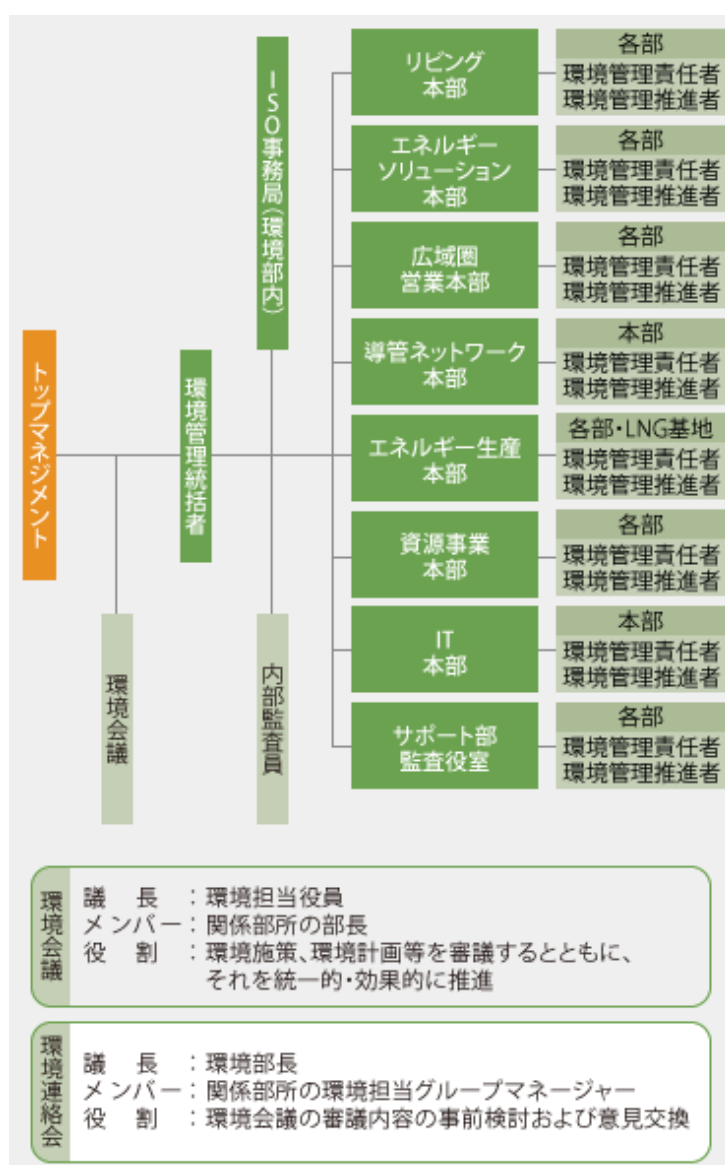 トップマネジメント
環境会議
環境管理統括者
ISO事務局(環境部内)
内部監査員
リビング
本部
各部
環境管理責任者
環境管理推進者
エネルギー
ソリューション
本部
各部
環境管理責任者
環境管理推進者
広域圏
営業本部
各部
環境管理責任者
環境管理推進者
導管ネットワーク
本部
本部
環境管理責任者
環境管理推進者
エネルギー生産
本部
各部・LNG基地
環境管理責任者
環境管理推進者
資源事業
本部
各部
環境管理責任者
環境管理推進者
IT
本部
本部
環境管理責任者
環境管理推進者
サポート部
監査役室
各部
環境管理責任者
環境管理推進者
環境会議
議長:環境担当役員
メンバー:関係部所の部長
役割:環境施策、環境計画等を審議するとともに、
それを統一的・効果的に推進
環境連絡会
議長:環境部長
メンバー:関係部所の環境担当グループマネージャー
役割:環境会議の審議内容の事前検討および意見交換